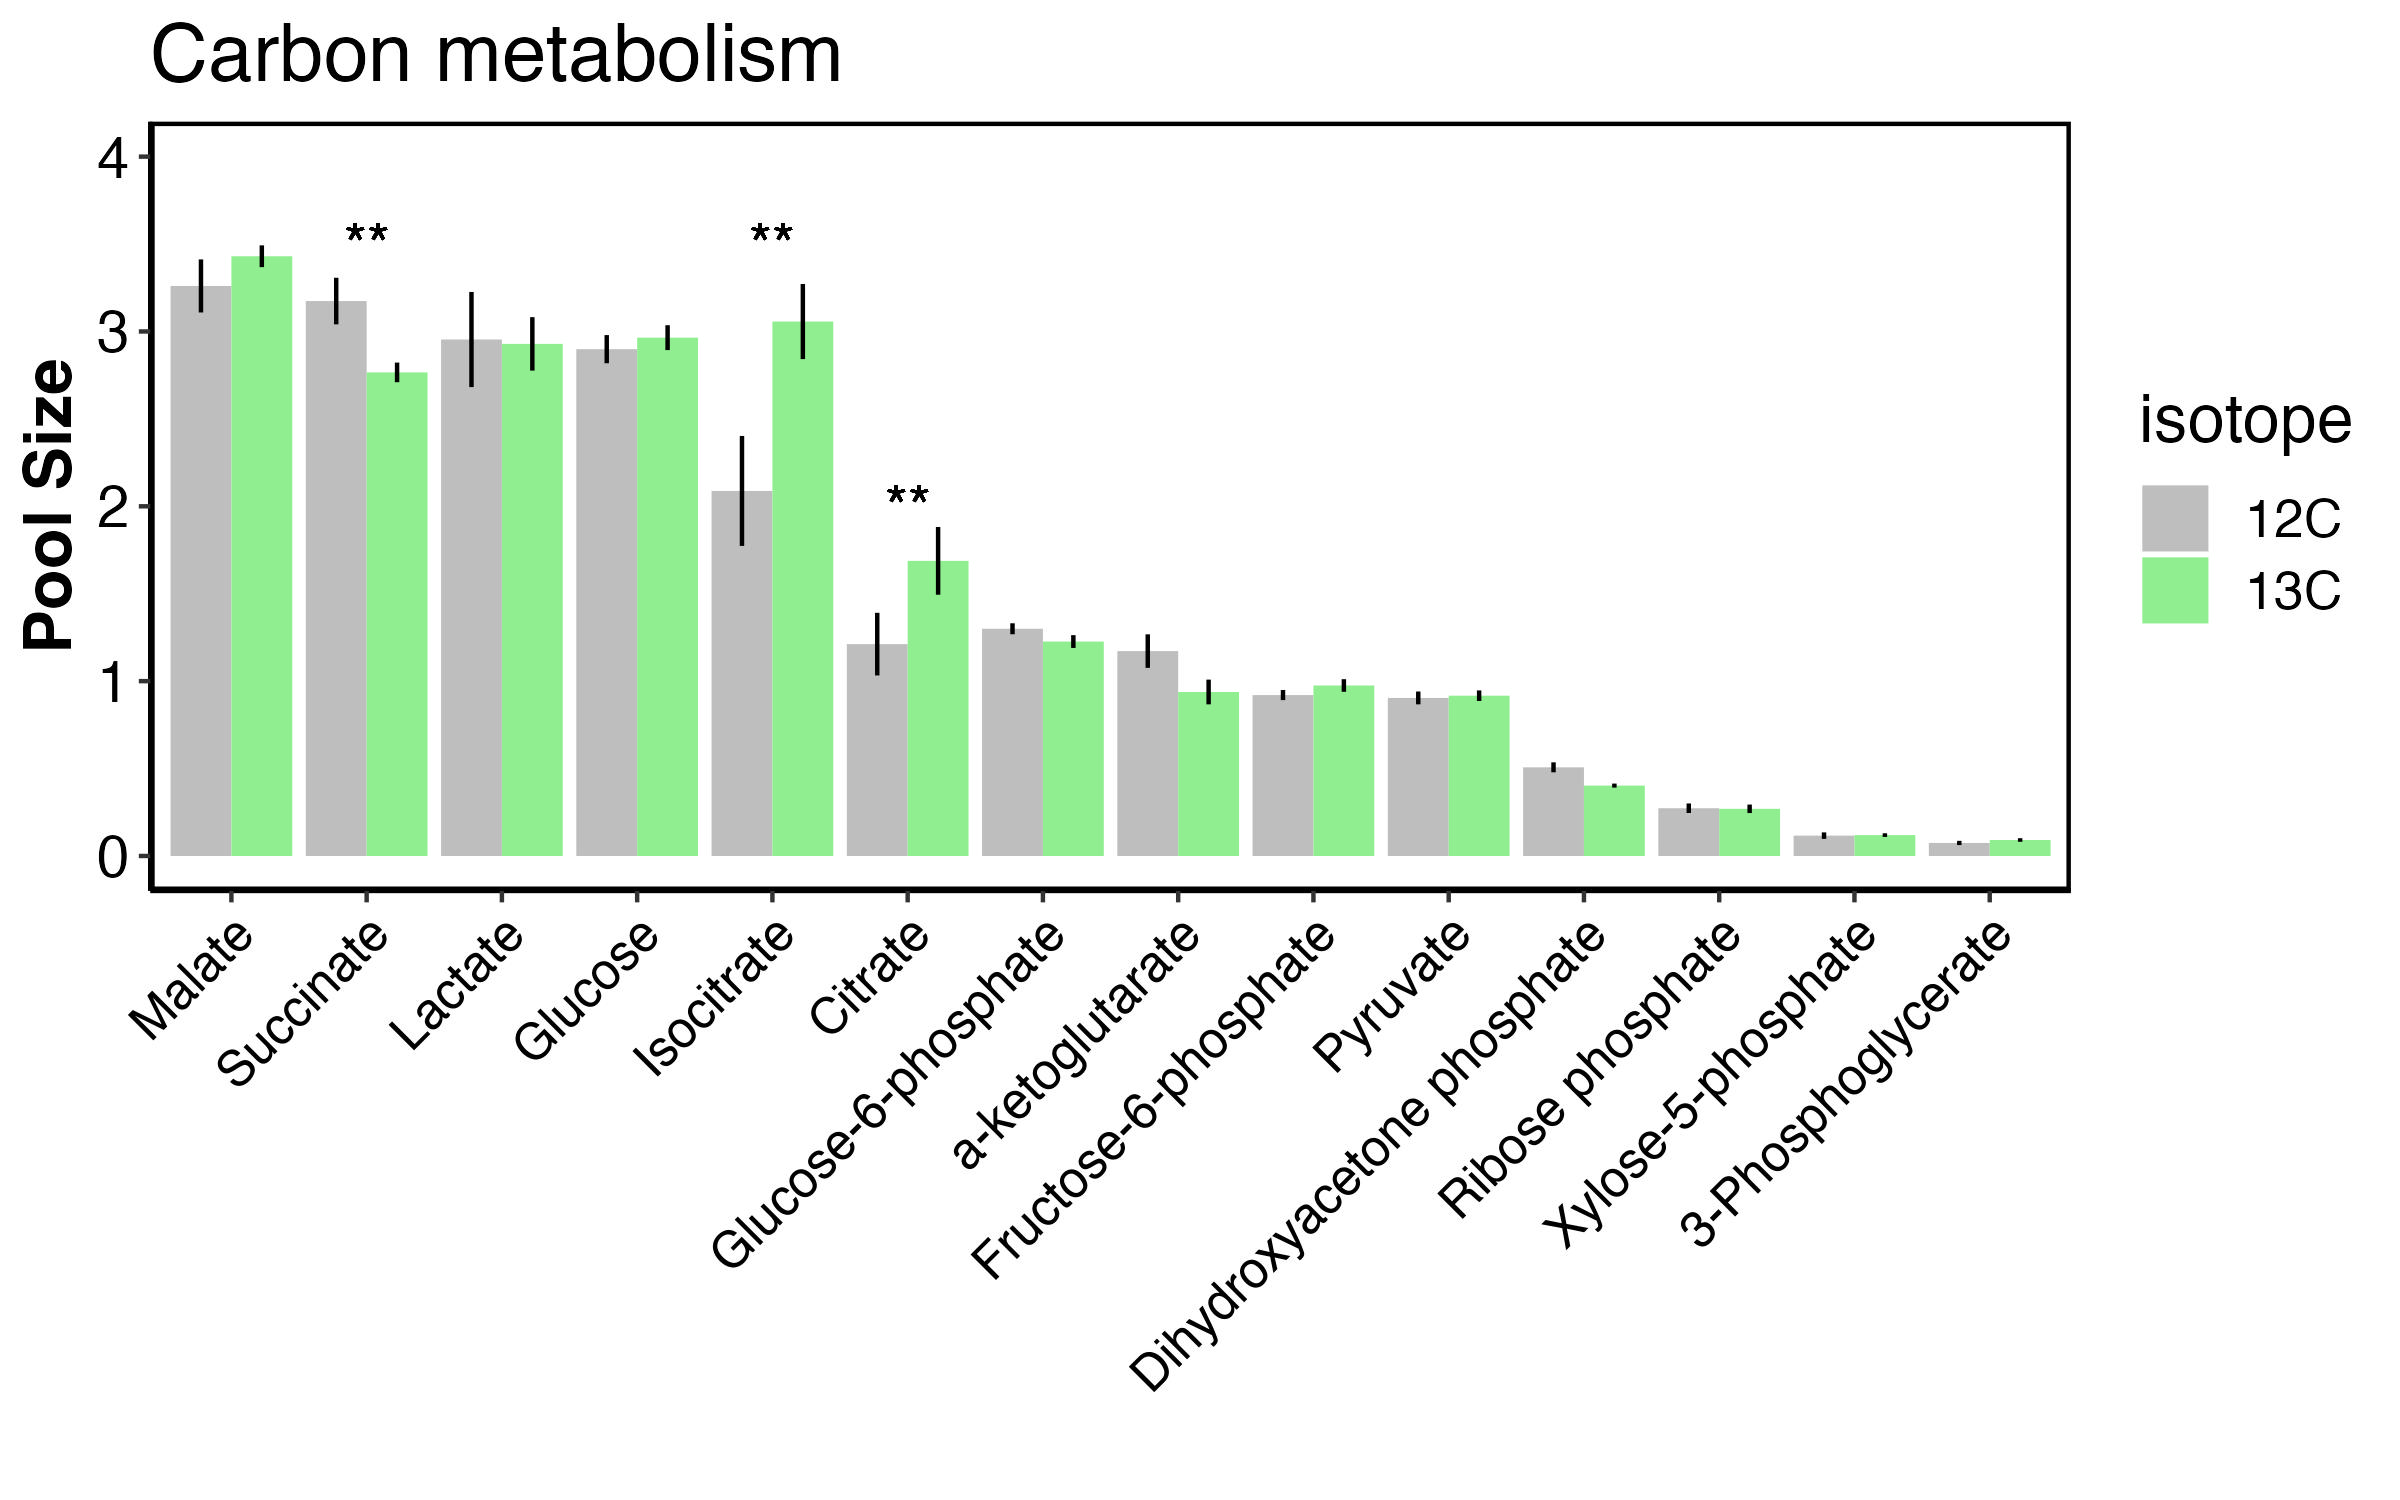 Carbon metabolism
Pool Size
4
3
2
1
0
**
**
**
Malate
Succinate
Lactate
Glucose
Isocitrate
Citrate
Glucose-6-phosphate
a-ketoglutarate
Fructose-6-phosphate
Pyruvate
Dihydroxyacetone phosphate
Ribose phosphate
Xylose-5-phosphate
3-Phosphoglycerate
isotope
12C
13C